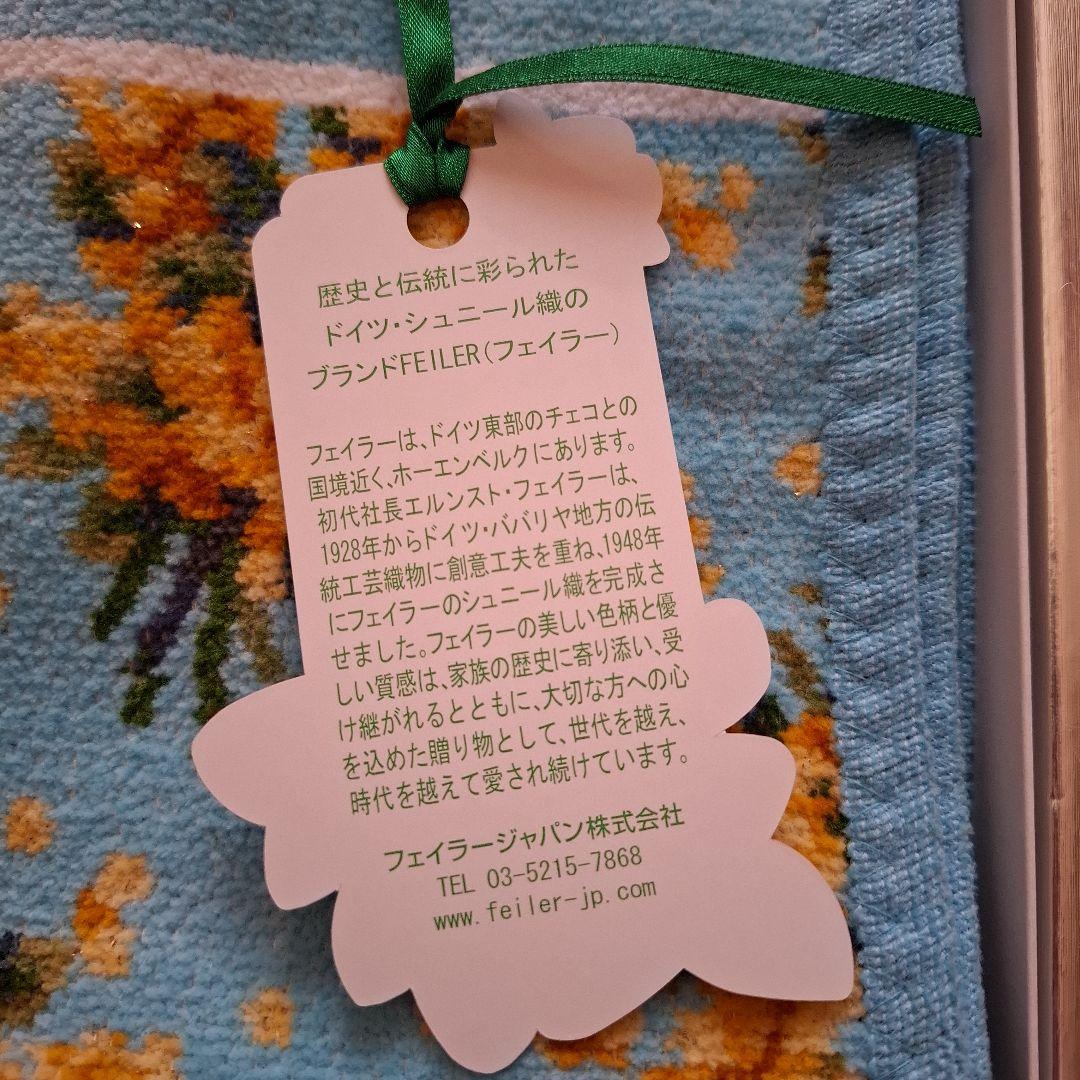 歴史と伝統に彩られた
ドイツ・シュニール織の
ブランドFEILER(フェイラー)
フェイラーは、ドイツ東部のチェコとの
国境近く、ホーエンベルクにあります。
初代社長エルンスト・フェイラーは、
1928年からドイツ・ババリヤ地方の伝
統工芸織物に創意工夫を重ね、1948年
にフェイラーのシュニール織を完成さ
せました。フェイラーの美しい色柄と優
しい質感は、家族の歴史に寄り添い、受
け継がれるとともに、大切な方への心
を込めた贈り物として、世代を越え、
時代を越えて愛され続けています。
フェイラージャパン株式会社
TEL 03-5215-7868
www.feiler-jp.com